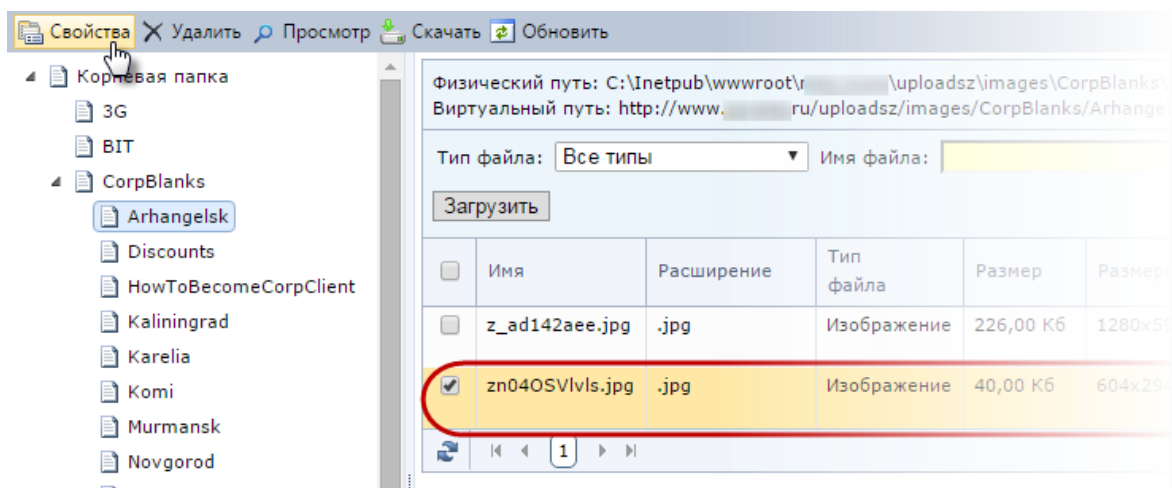 Свойства Удалить Просмотр Скачать Обновить
Корневая папка
3G
BIT
CorpBlanks
Arhangelsk
Discounts
HowToBecomeCorpClient
Kaliningrad
Karelia
Komi
Murmansk
Novgorod
Физический путь: C:\Inetpub\wwwroot\ \uploadsz\images\CorpBlanks\
Виртуальный путь: http://www. ru/uploadsz/images/CorpBlanks/Arhange
Тип файла: Все типы Имя файла:
Загрузить
Имя Расширение Тип файла Размер Размер
z_ad142aee.jpg .jpg Изображение 226,00 Кб 1280x59
zn04OSVlvls.jpg .jpg Изображение 40,00 Кб 604x294
1